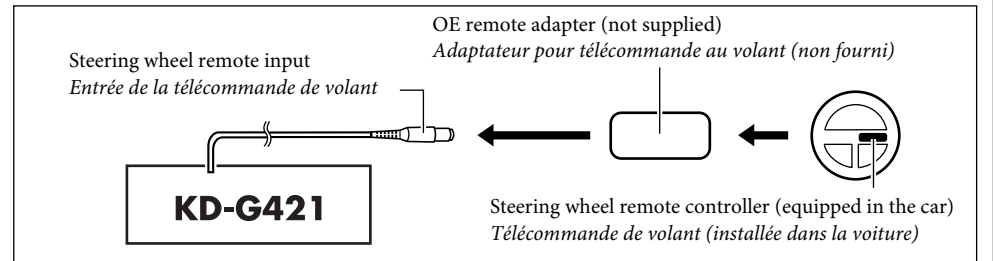 OE remote adapter (not supplied)
Adaptateur pour télécommande au volant (non fourni)
Steering wheel remote input
Entrée de la télécommande de volant
KD-G421
Steering wheel remote controller (equipped in the car)
Télécommande de volant (installée dans la voiture)